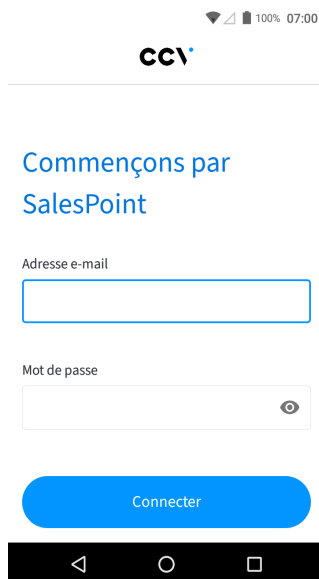 100% 07:00
CCV
Commençons par
SalesPoint
Adresse e-mail
Mot de passe
Connecter